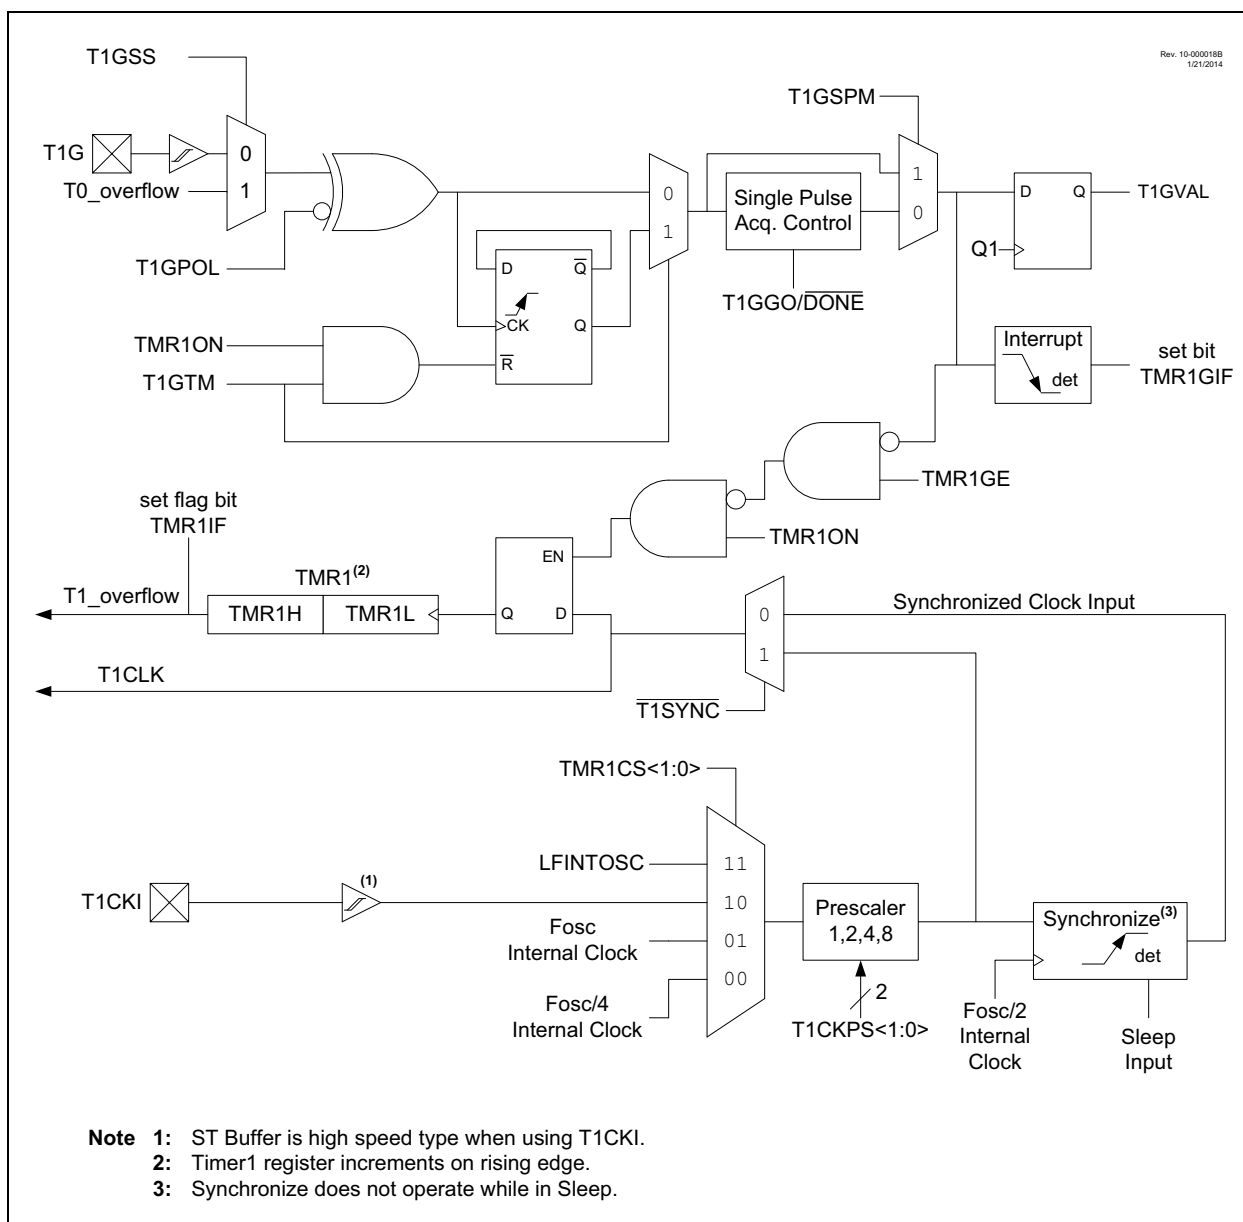 T1GSS
Rev. 10-000018B
1/21/2014
T1GSPM
T1G
0
T0_overflow
1
T1GPOL
0
1
Single Pulse
Acq. Control
1
0
D
Q
T1GVAL
Q1
T1GGO/DONE
D
Q
CK
Q
R
TMR1ON
T1GTM
Interrupt
det
set bit
TMR1GIF
TMR1GE
TMR1ON
set flag bit
TMR1IF
TMR1(2)
T1_overflow
TMR1H
TMR1L
EN
Q
D
0
1
Synchronized Clock Input
T1CLK
T1SYNC
TMR1CS<1:0>
LFINTOSC
11
T1CKI
(1)
10
Fosc
Internal Clock
01
Fosc/4
Internal Clock
00
Prescaler
1,2,4,8
2
T1CKPS<1:0>
Synchronize(3)
det
Fosc/2
Internal
Clock
Sleep
Input
Note 1: ST Buffer is high speed type when using T1CKI.
2: Timer1 register increments on rising edge.
3: Synchronize does not operate while in Sleep.